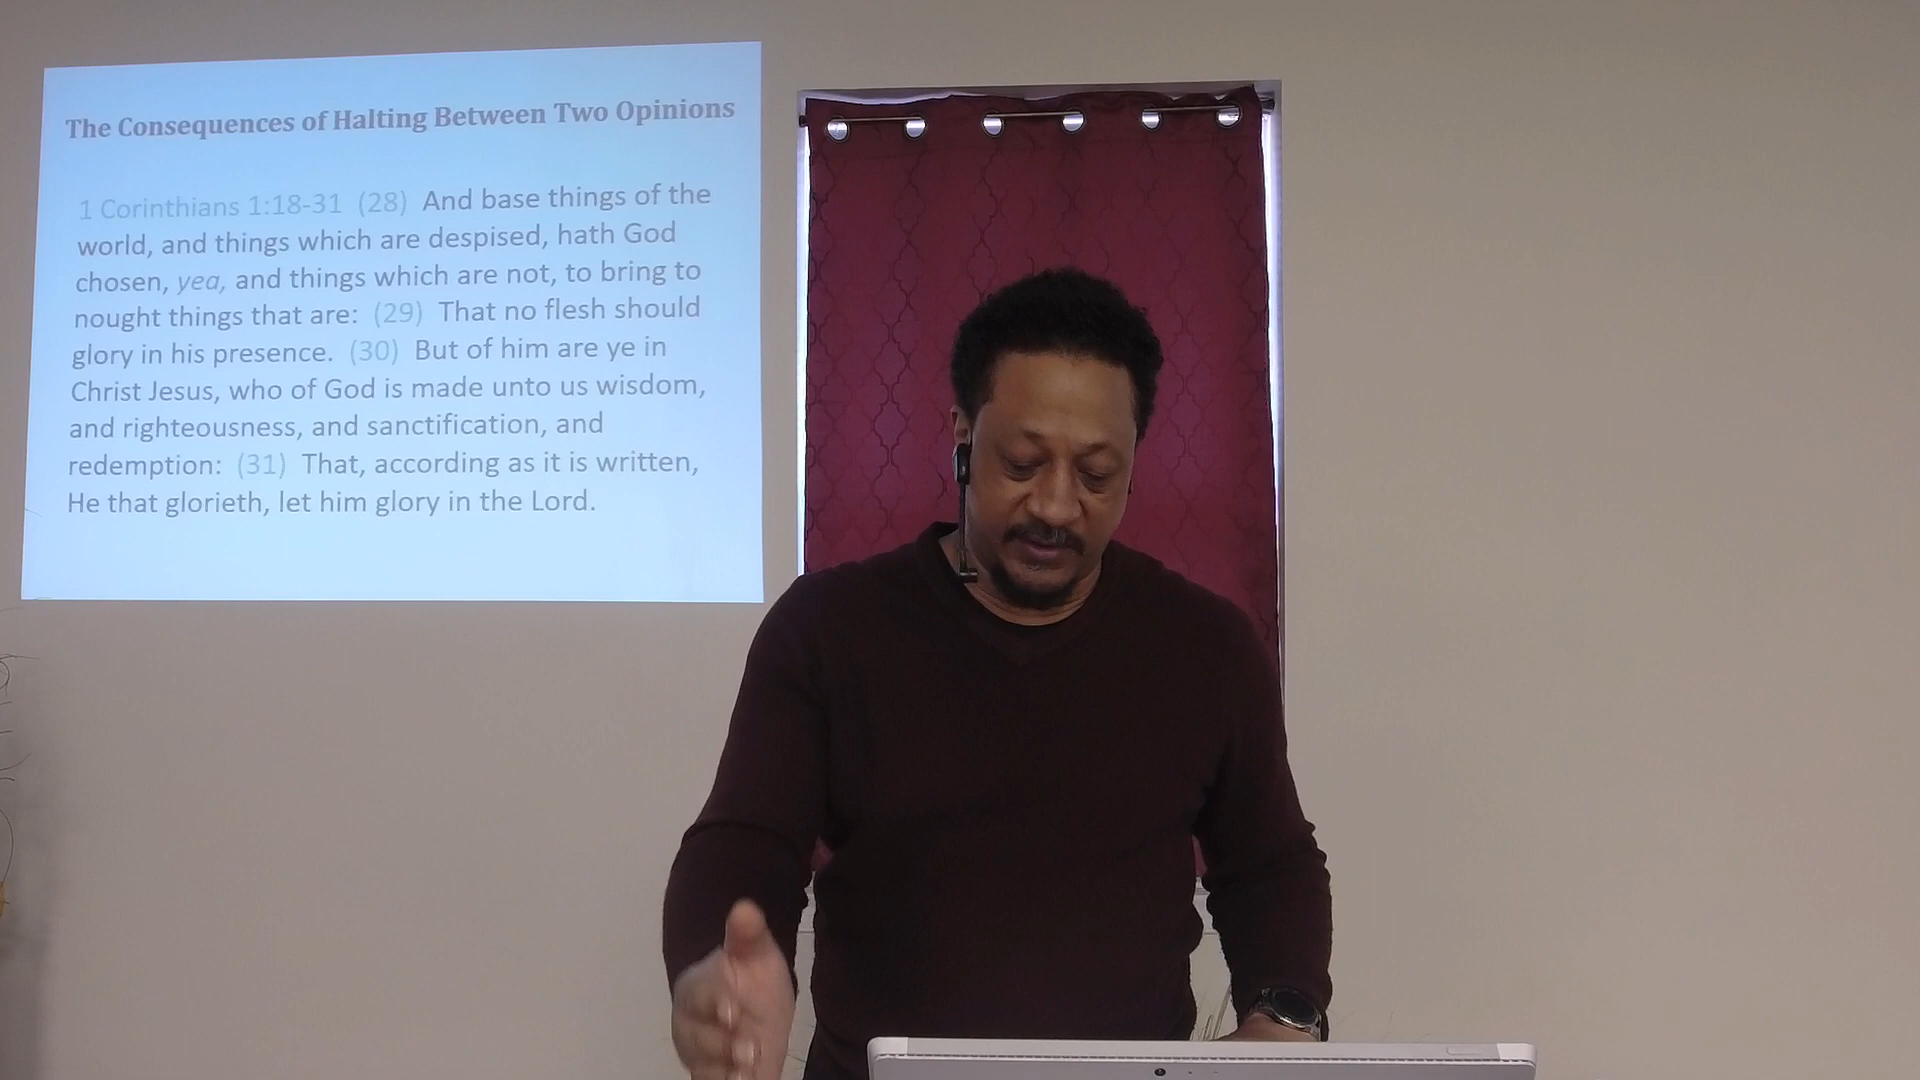 The Consequences of Halting Between Two Opinions
1 Corinthians 1:18-31 (28) And base things of the
world, and things which are despised, hath God
chosen, yea, and things which are not, to bring to
nought things that are: (29) That no flesh should
glory in his presence. (30) But of him are ye in
Christ Jesus, who of God is made unto us wisdom,
and righteousness, and sanctification, and
redemption: (31) That, according as it is written,
He that glorieth, let him glory in the Lord.